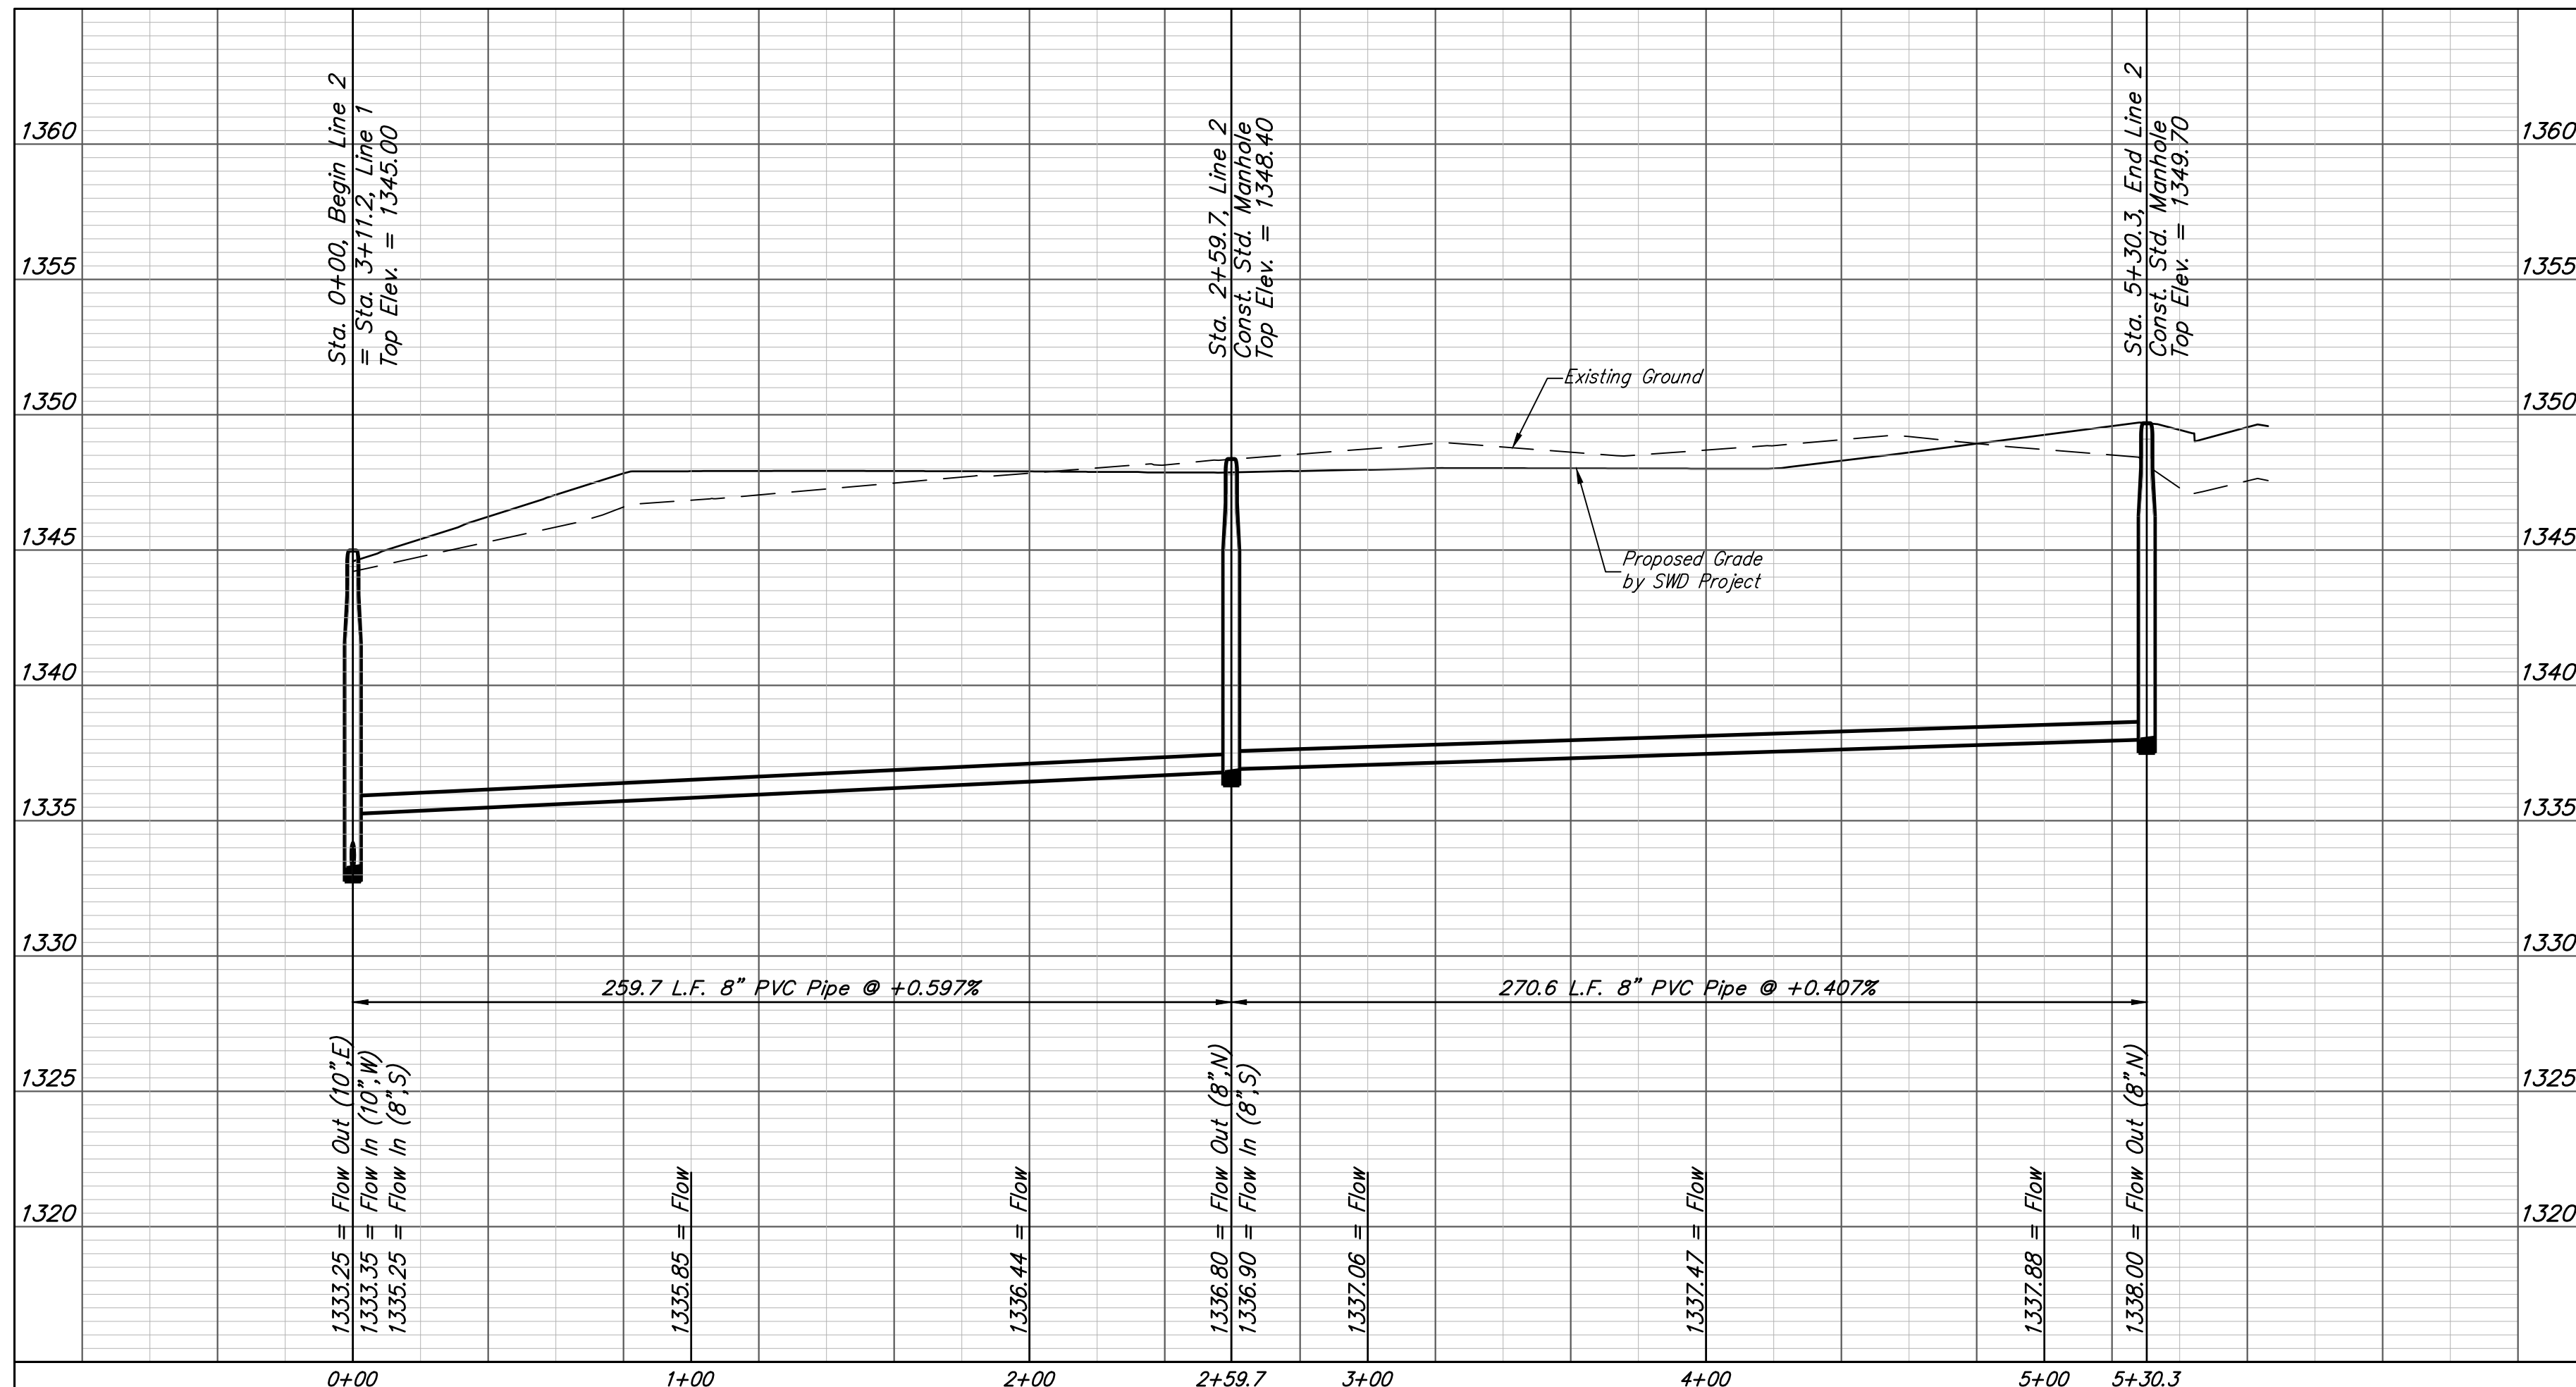 Sta. 0+00, Begin Line 2
= Sta. 3+11.2, Line 1
Top Elev. = 1345.00
Sta. 2+59.7, Line 2
Const. Std. Manhole
Top Elev. = 1348.40
Sta. 5+30.3, End Line 2
Const. Std. Manhole
Top Elev. = 1349.70
1360
1360
1355
1355
1350
1350
Existing Ground
1345
1345
Proposed Grade
by SWD Project
1340
1340
1335
1335
1330
1330
259.7 L.F. 8" PVC Pipe @ +0.597%
270.6 L.F. 8" PVC Pipe @ +0.407%
1325
1325
1320
1320
1333.25 = Flow Out (10",E)
1333.35 = Flow In (10",W)
1335.25 = Flow In (8",S)
1335.85 = Flow
1336.44 = Flow
1336.80 = Flow Out (8",N)
1336.90 = Flow In (8",S)
1337.06 = Flow
1337.47 = Flow
1337.88 = Flow
1338.00 = Flow Out (8",N)
0+00
1+00
2+00
2+59.7
3+00
4+00
5+00
5+30.3